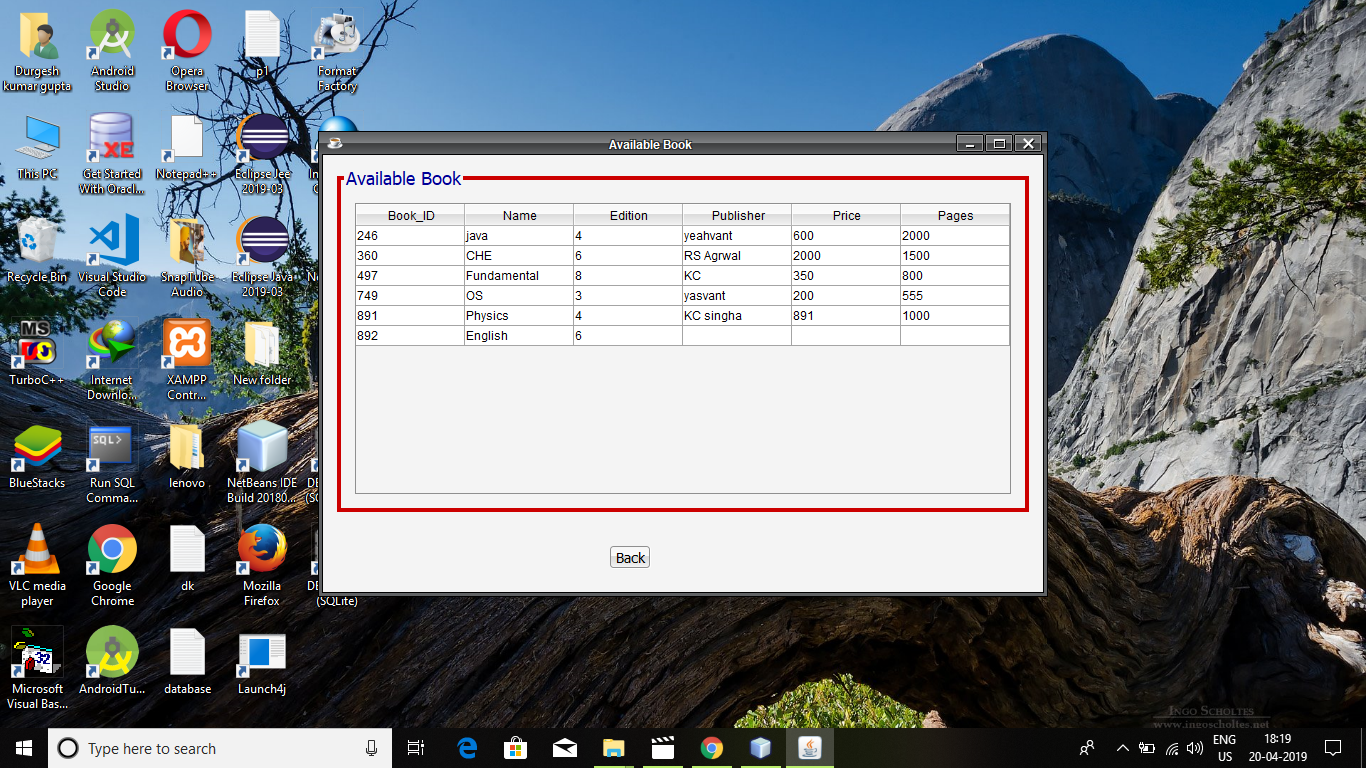 Durgesh
kumar gupta
Android
Studio
Opera
Browser
p1
Format
Factory
This PC
Get Started
With Oracl...
Notepad++
Eclipse Jee
2019-03
Recycle Bin
Visual Studio
Code
SnapTube
Audio
Eclipse Java
2019-03
TurboC++
Internet
Downlo...
XAMPP
Contr...
New folder
BlueStacks
Run SQL
Comma...
lenovo
NetBeans IDE
Build 20180...
VLC media
player
Google
Chrome
dk
Mozilla
Firefox
(SQLite)
Microsoft
Visual Bas...
AndroidTu...
database
Launch4j
Available Book
Available Book
Book_ID Name Edition Publisher Price Pages
246 java 4 yeahvant 600 2000
360 CHE 6 RS Agrwal 2000 1500
497 Fundamental 8 KC 350 800
749 OS 3 yasvant 200 555
891 Physics 4 KC singha 891 1000
892 English 6
Back
Ingo Scholtes
www.ingoscholtes.net
Type here to search
ENG
US
18:19
20-04-2019